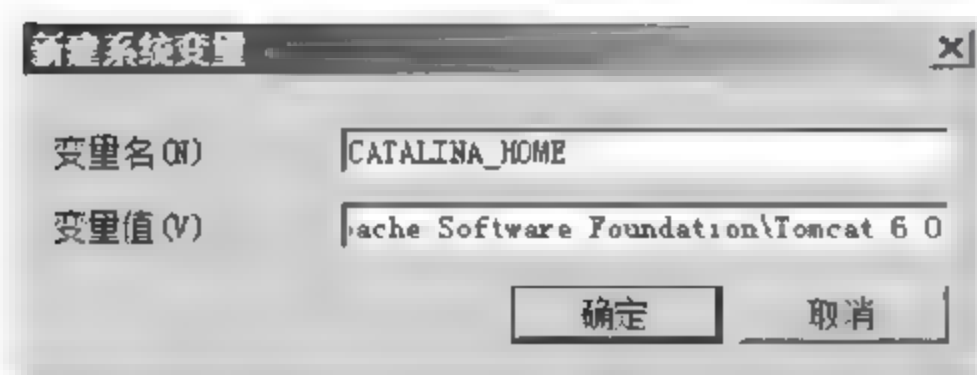 新建系统变量
变量名(N) CATALINA_HOME
变量值(V) ache Software Foundation\Tomcat 6 0
确定 取消